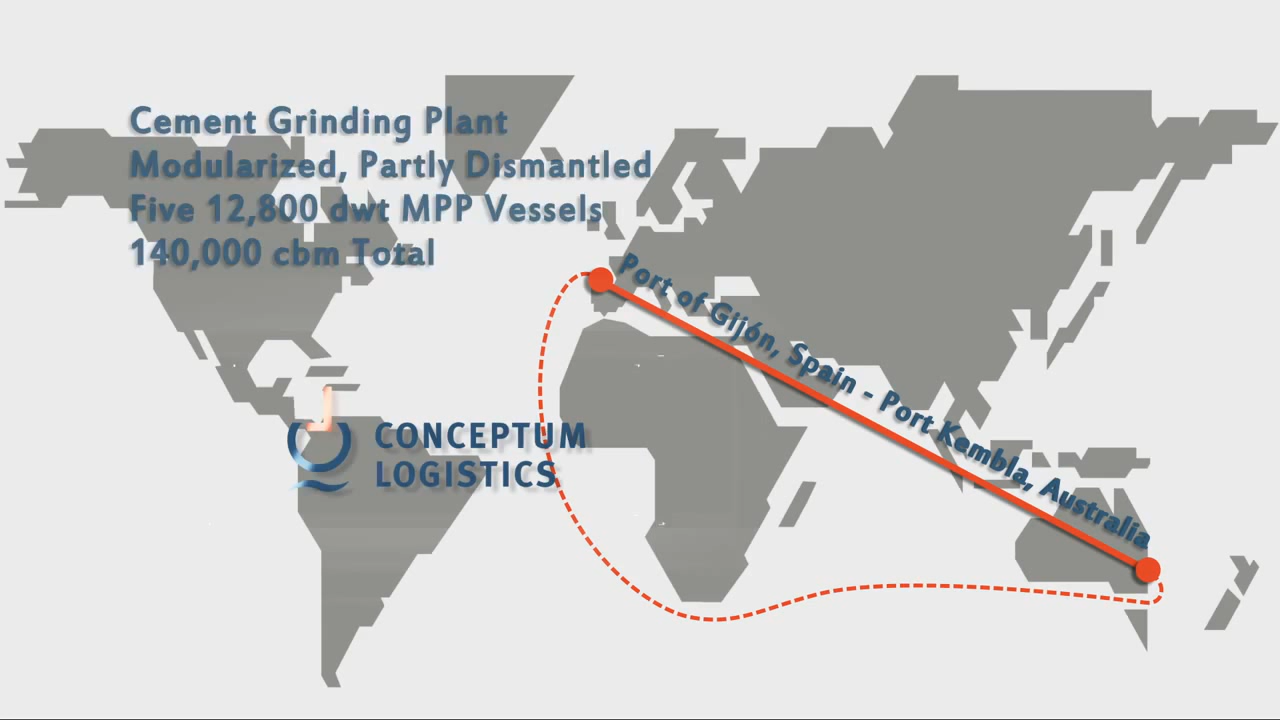 Cement Grinding Plant
Modularized, Partly Dismantled
Five 12,800 dwt MPP Vessels
140,000 cbm Total
Port of Gijón, Spain - Port Kembla, Australia
CONCEPTUM
LOGISTICS